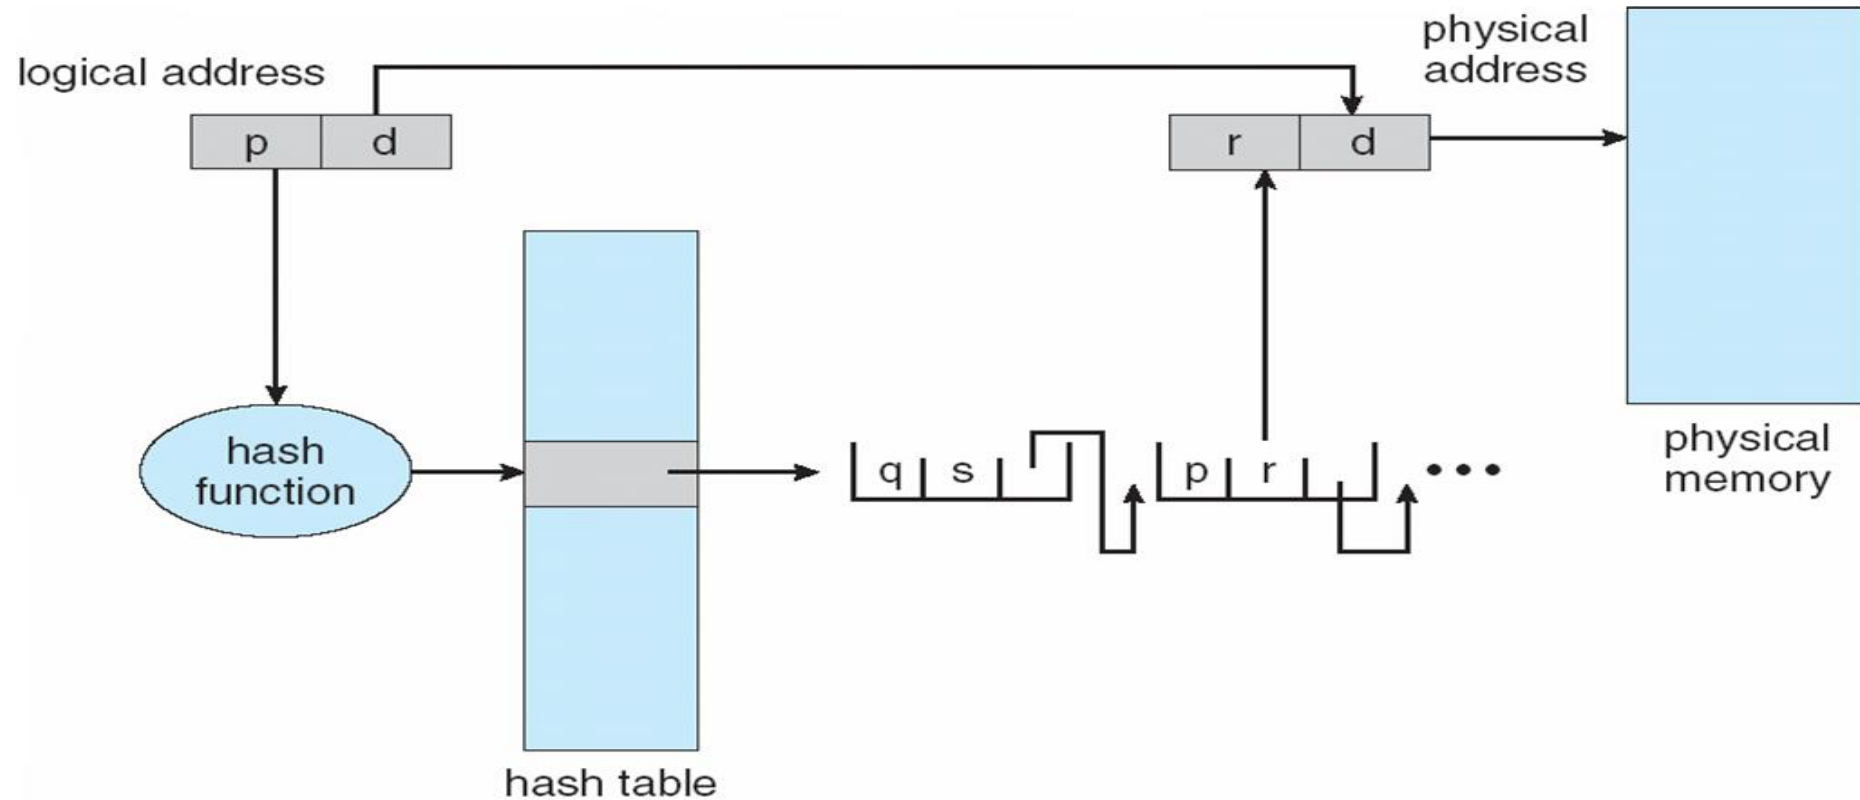 logical address
p d
physical
address
r d
hash
function
q s
p r
•••
physical
memory
hash table